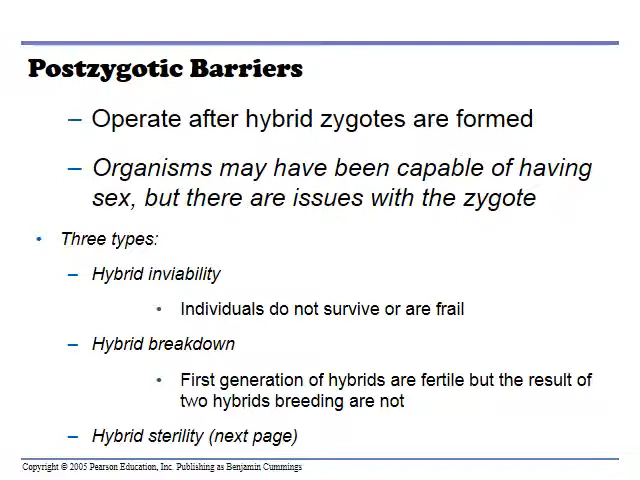 Postzygotic Barriers
– Operate after hybrid zygotes are formed
– Organisms may have been capable of having
sex, but there are issues with the zygote
• Three types:
– Hybrid inviability
• Individuals do not survive or are frail
– Hybrid breakdown
• First generation of hybrids are fertile but the result of
two hybrids breeding are not
– Hybrid sterility (next page)
Copyright © 2005 Pearson Education, Inc. Publishing as Benjamin Cummings